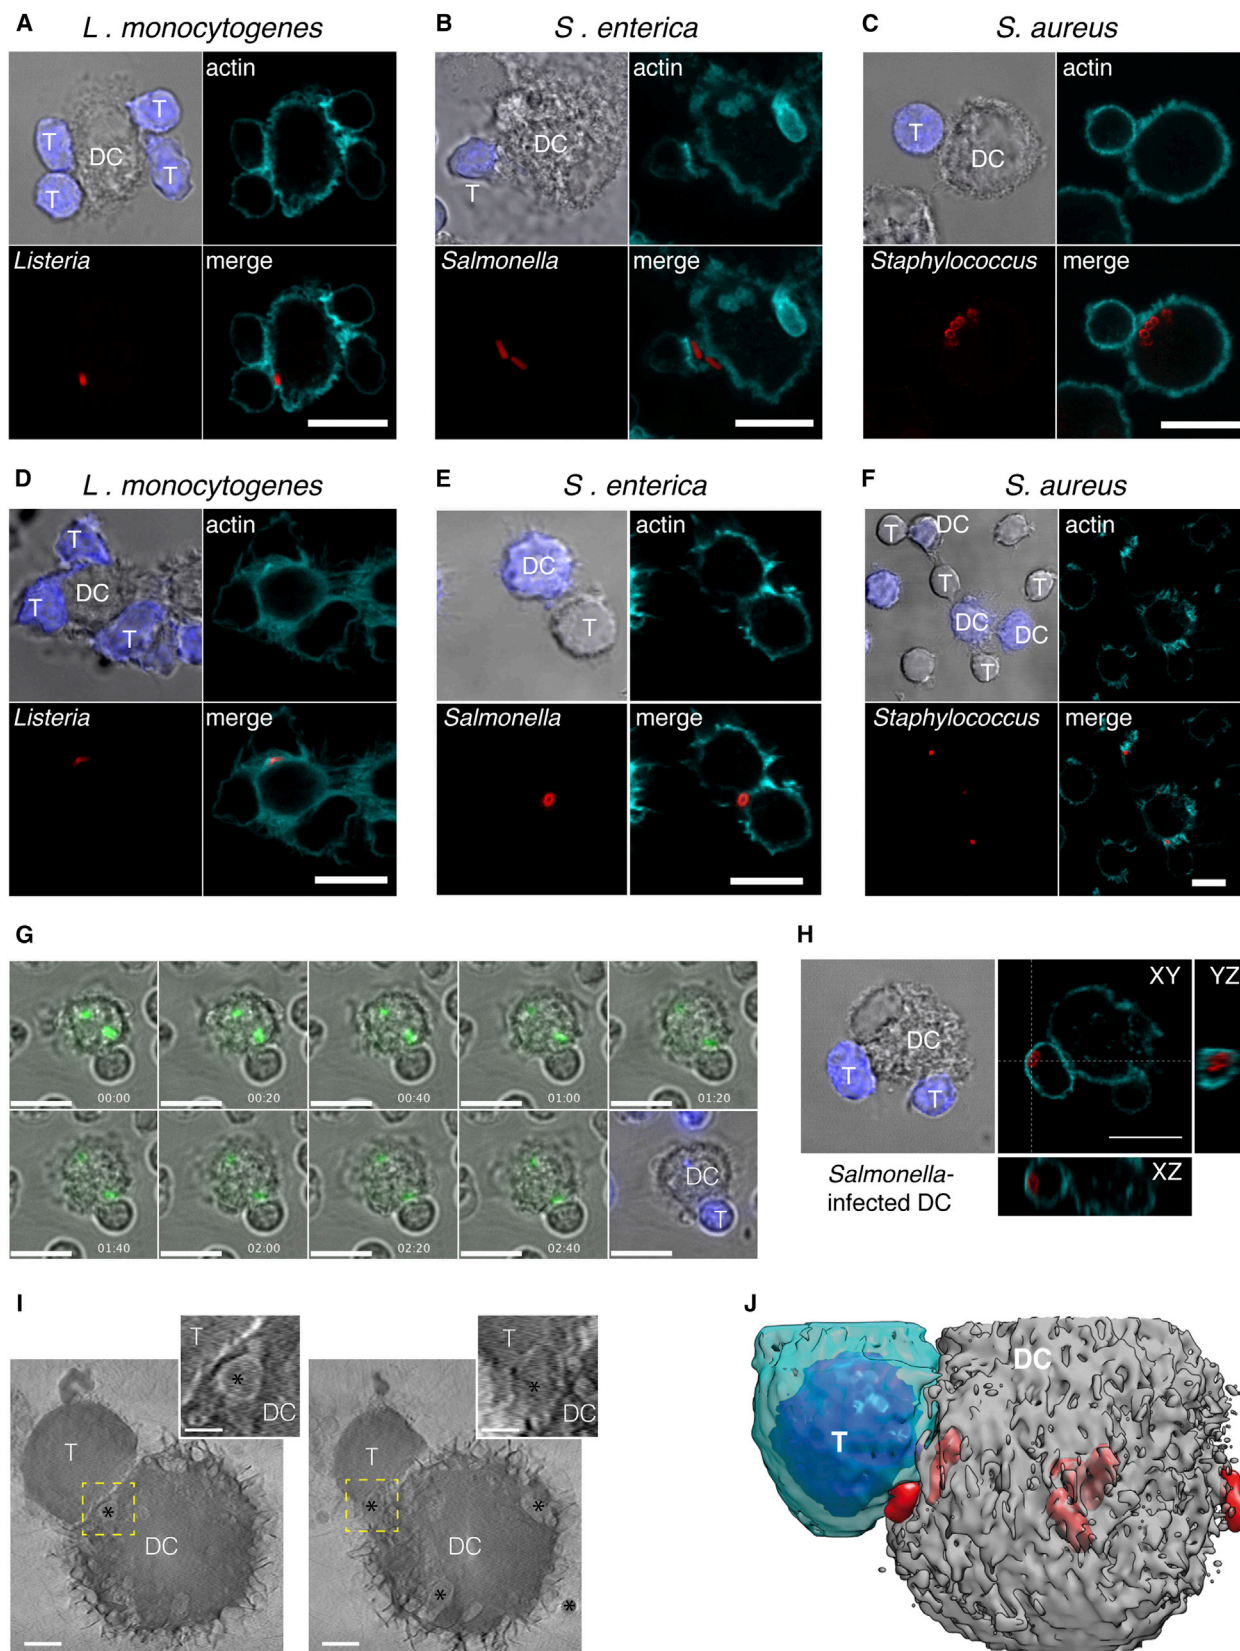 A
L . monocytogenes
B
S . enterica
C
S. aureus
actin
T
T
DC
T
T
Listeria
merge
actin
DC
T
Salmonella
merge
actin
T
DC
Staphylococcus
merge
D
L . monocytogenes
E
S . enterica
F
S. aureus
actin
T
DC
T
T
Listeria
merge
actin
DC
T
Salmonella
merge
actin
T
DC
T
T
DC
DC
T
Staphylococcus
merge
G
00:00
00:20
00:40
01:00
01:20
01:40
02:00
02:20
02:40
DC
T
H
DC
T
T
XY
YZ
XZ
Salmonella-
infected DC
I
T
*
DC
T
*
DC
T
*
DC
T
*
*
DC
*
*
J
DC
T